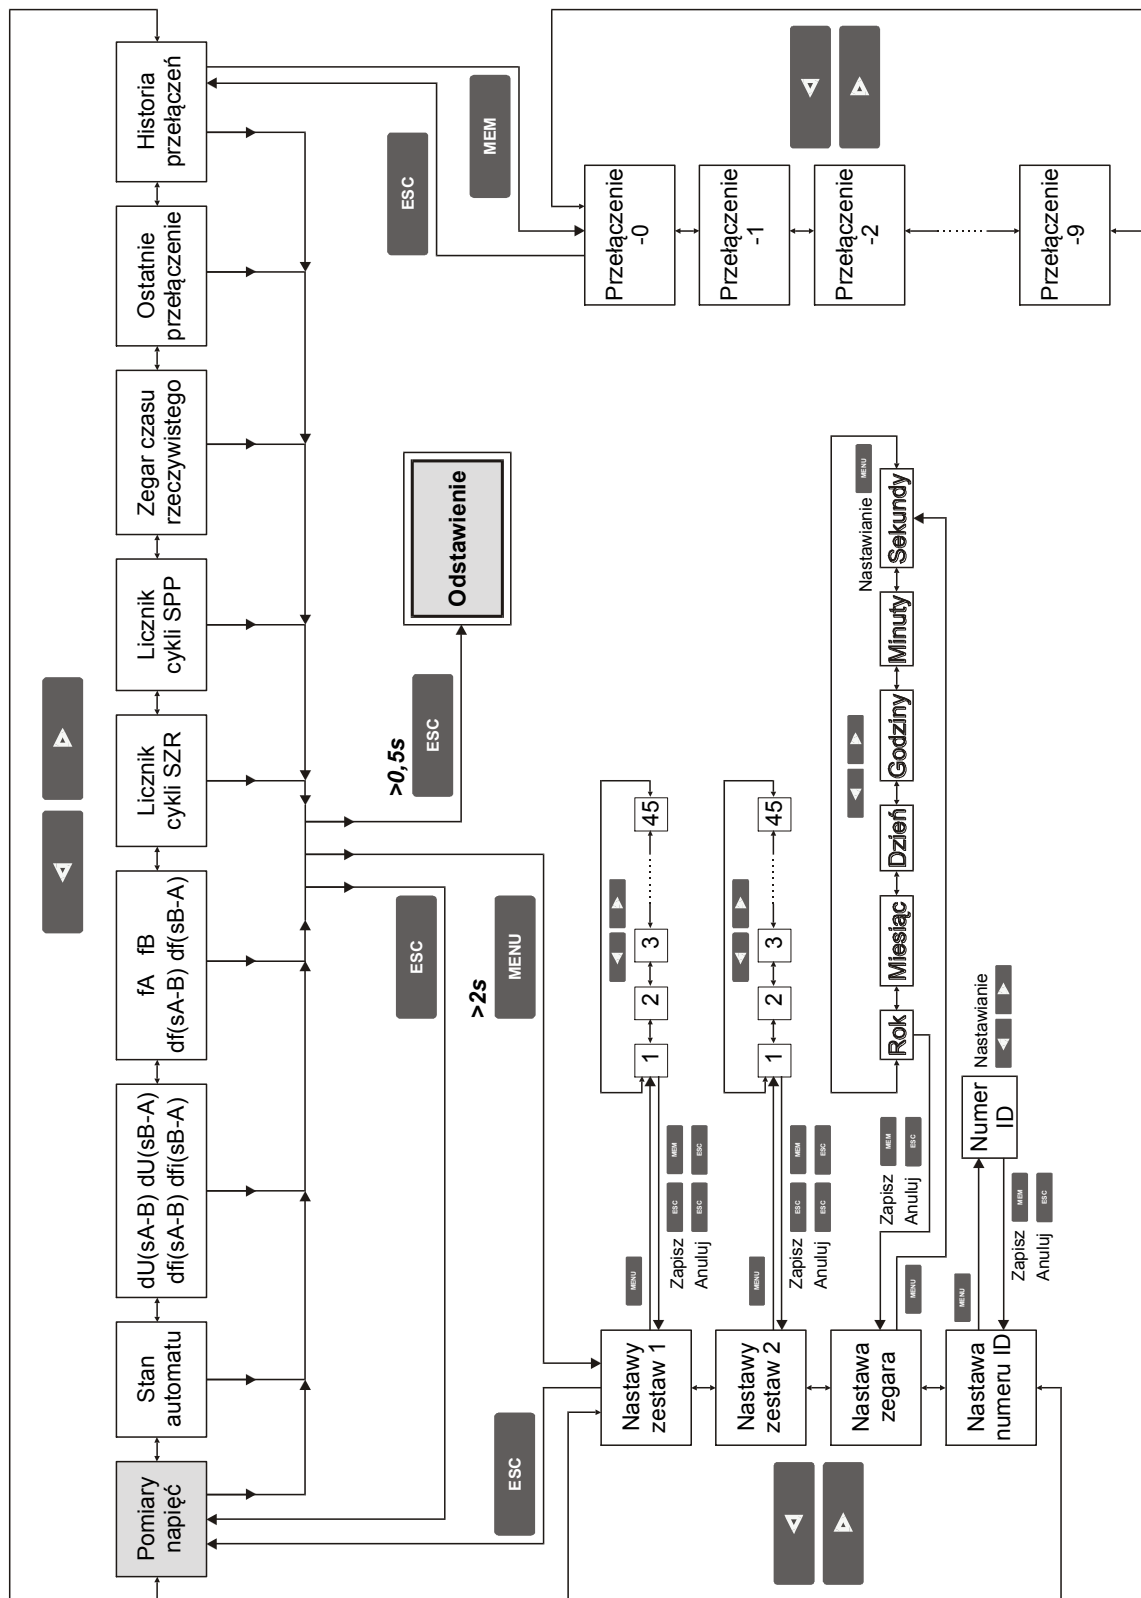 Pomiary
napięć
Stan
automatu
dU(sA-B) dU(sB-A)
dfi(sA-B) dfi(sB-A)
fA fB
df(sA-B) df(sB-A)
Licznik
cykli SZR
Licznik
cykli SPP
Zegar czasu
rzeczywistego
Ostatnie
przełączenie
Historia
przełączeń
ESC
ESC
>2s
MENU
>0,5s
ESC
Odstawienie
ESC
MEM
Nastawy
zestaw 1
MENU
Zapisz ESC MEM
Anuluj ESC ESC
1
2
3
45
Nastawy
zestaw 2
MENU
Zapisz ESC MEM
Anuluj ESC ESC
1
2
3
45
Nastawa
zegara
MENU
Zapisz MEM
Anuluj ESC
Rok
Miesiąc
Dzień
Godziny
Minuty
Sekundy
Nastawianie MENU
Nastawa
numeru ID
MENU
Zapisz MEM
Anuluj ESC
Numer
ID
Nastawianie
Przełączenie
-0
Przełączenie
-1
Przełączenie
-2
Przełączenie
-9